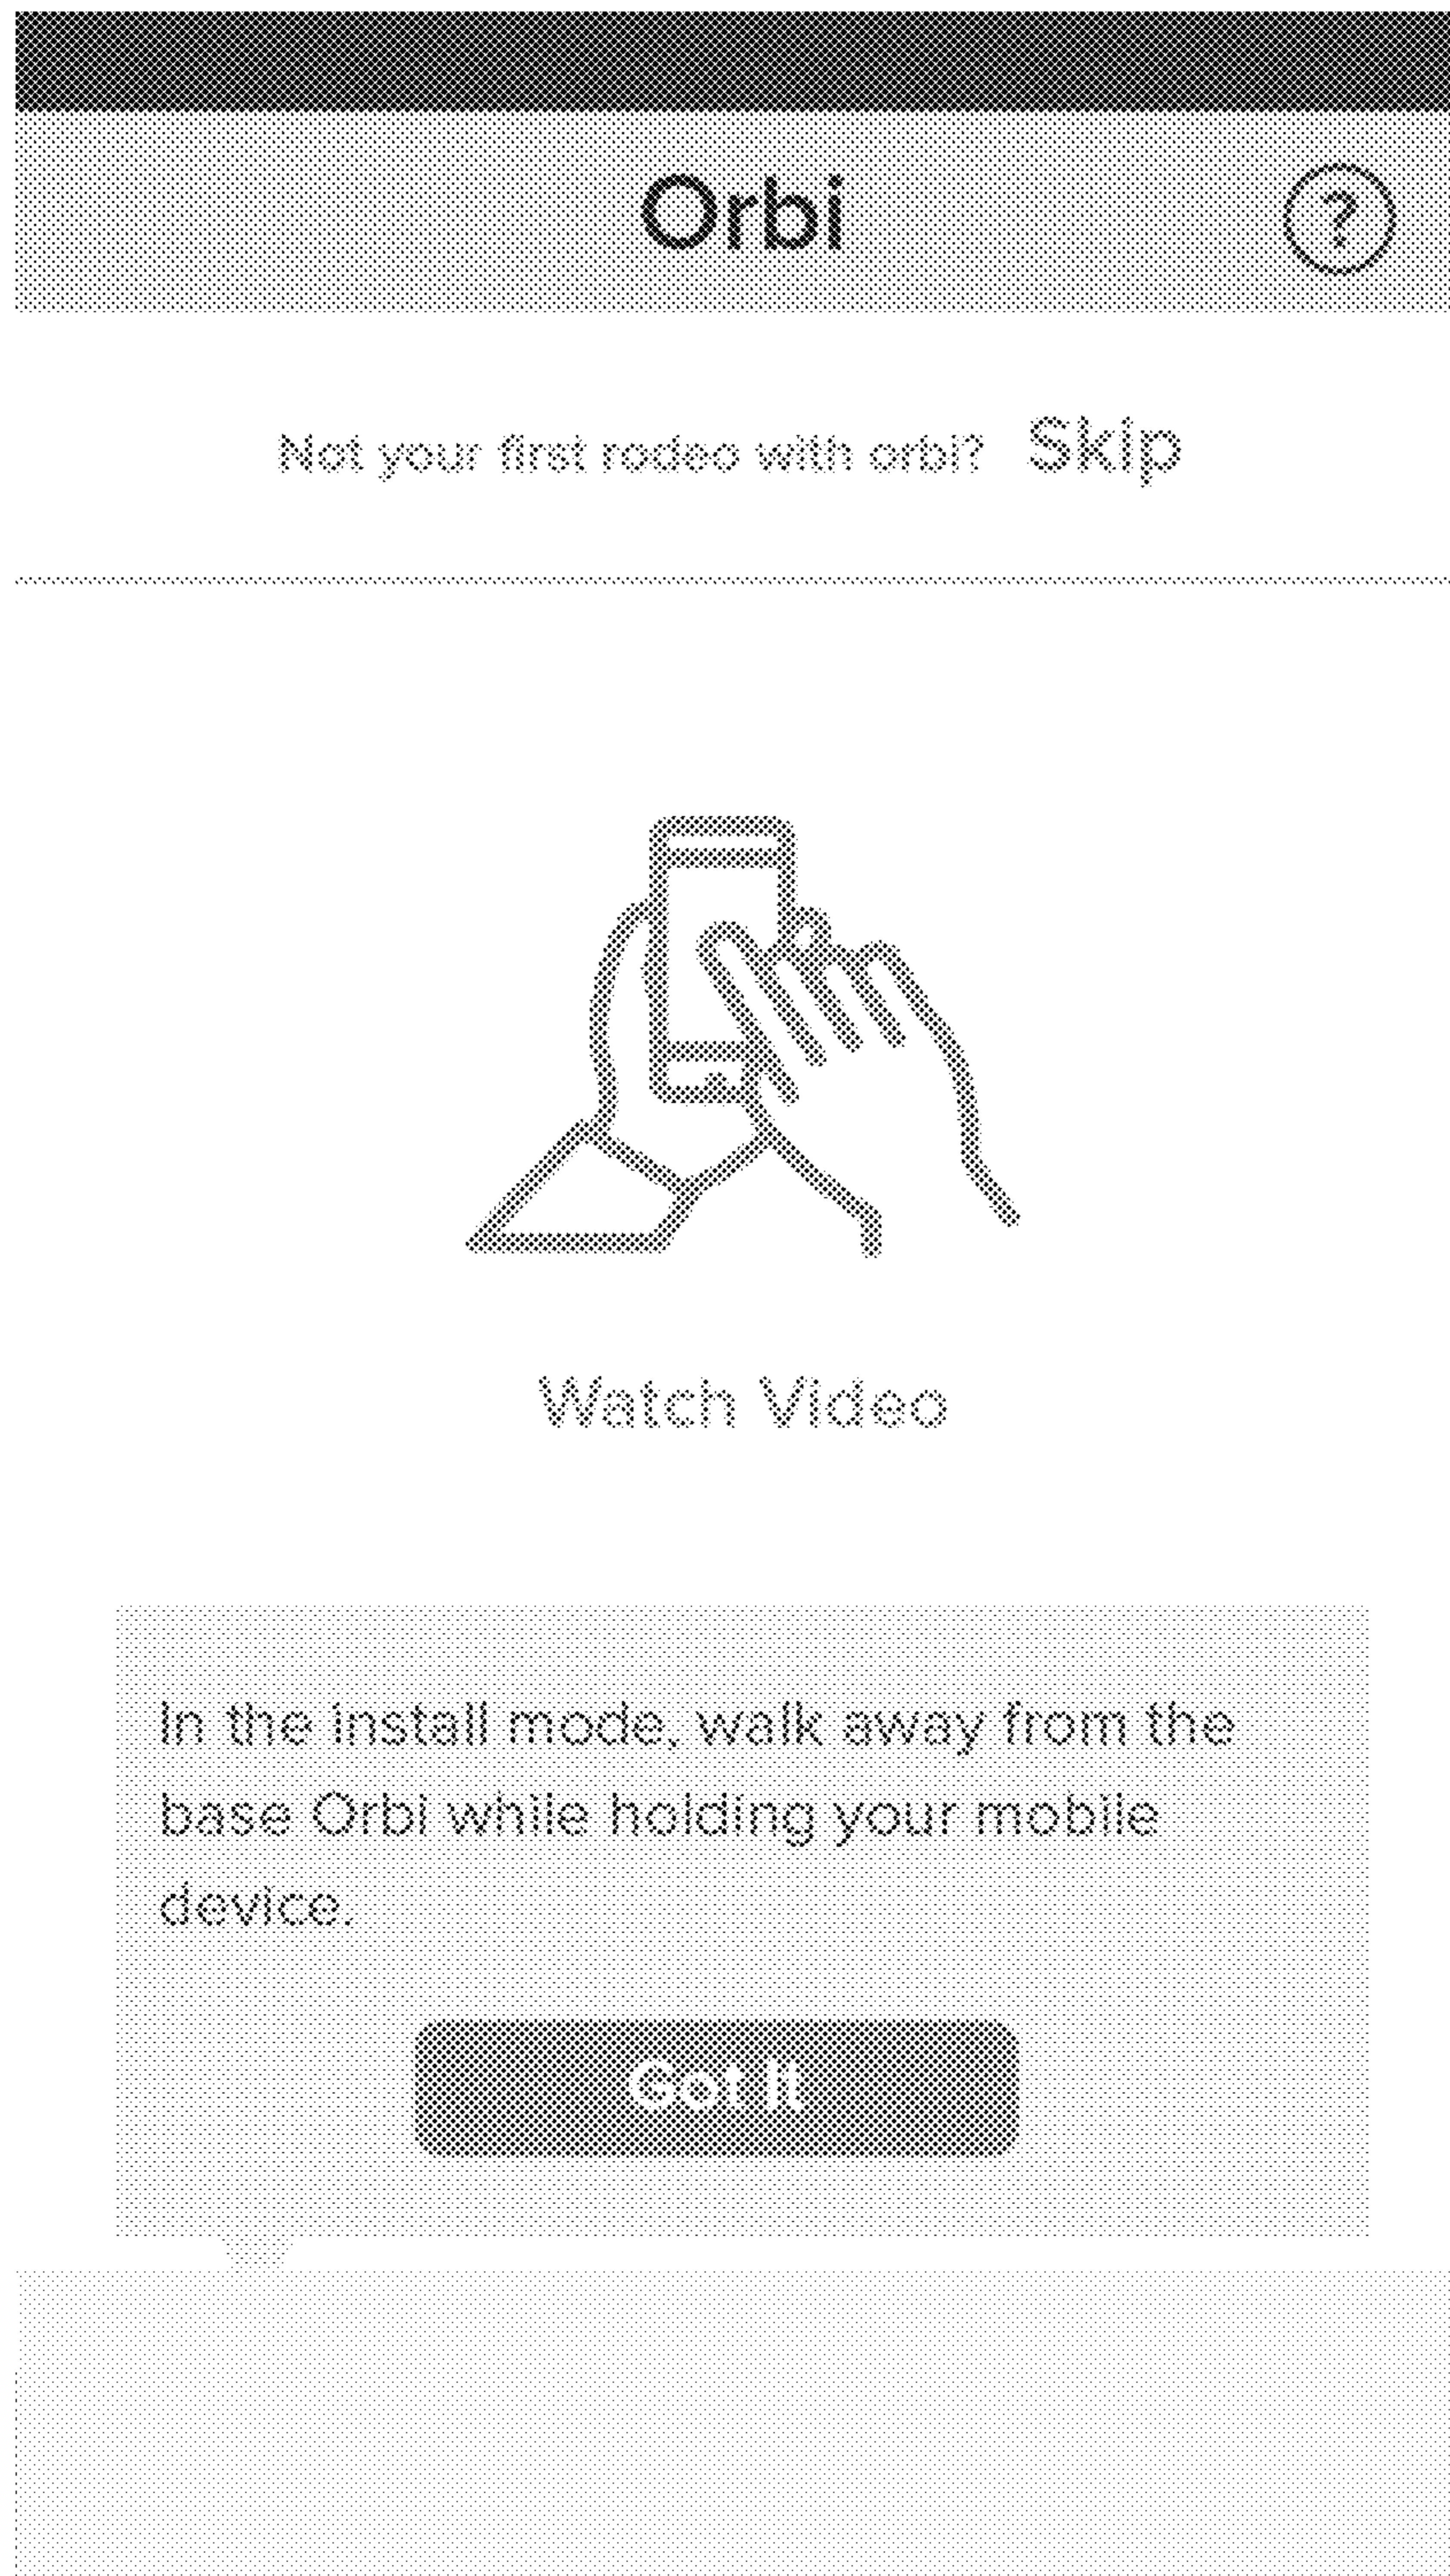 Orbi
?
Not your first rodeo with orbi? Skip
Watch Video
In the install mode, walk away from the
base Orbi while holding your mobile
device.
Got It